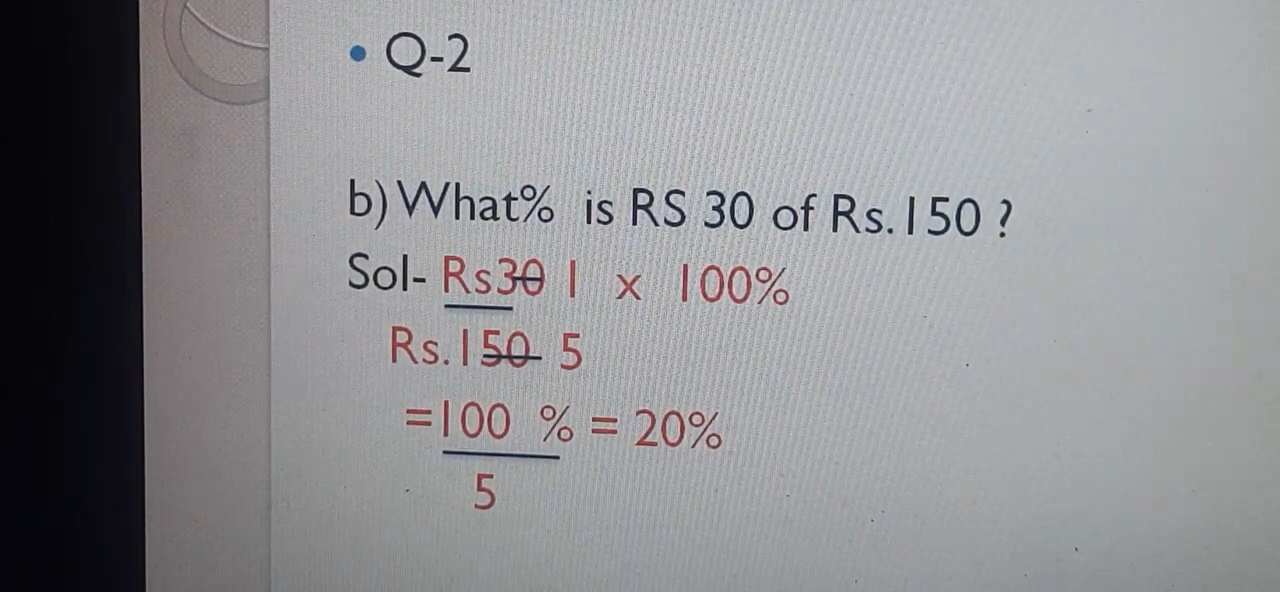 • Q-2
b) What% is RS 30 of Rs.150 ?
Sol- Rs30 1 x 100%
Rs.150 5
=100 % = 20%
5